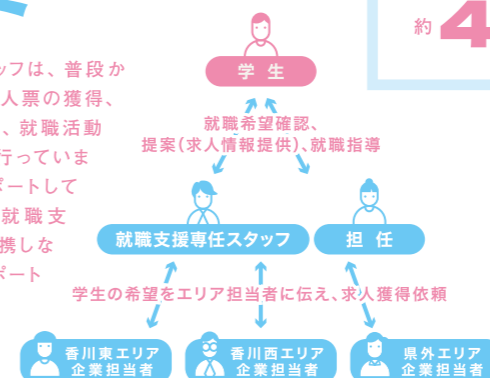 約4
ッフは、普段か
人票の獲得、
、就職活動
行っていま
ポートして
就職支
携しな
ポート
学生
就職希望確認、
提案(求人情報提供)、就職指導
就職支援専任スタッフ
担任
学生の希望をエリア担当者に伝え、求人獲得依頼
香川東エリア
企業担当者
香川西エリア
企業担当者
県外エリア
企業担当者